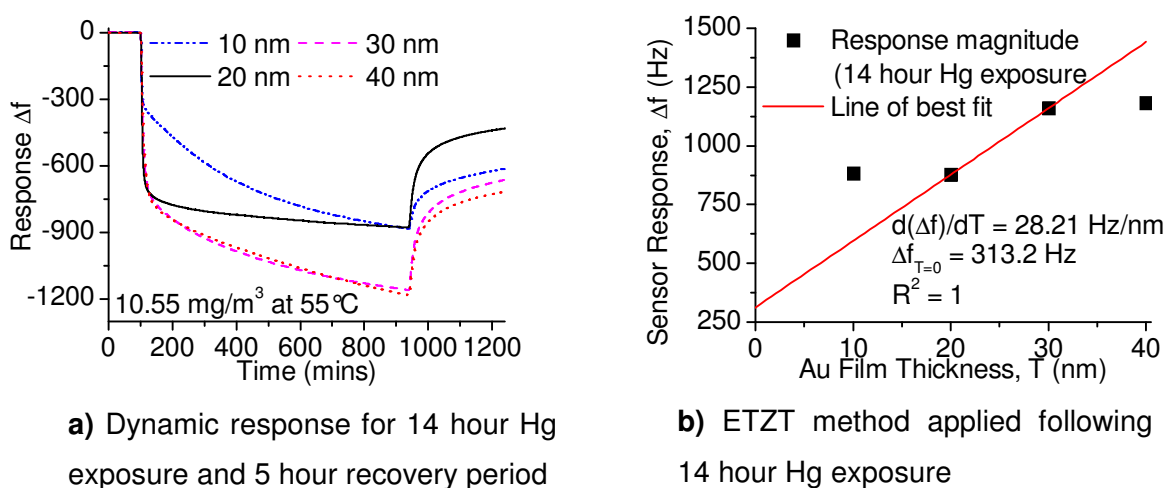 0
-300
-600
-900
-1200
Response Δf
10 nm
30 nm
20 nm
40 nm
10.55 mg/m³ at 55°C
0 200 400 600 800 1000 1200
Time (mins)
a) Dynamic response for 14 hour Hg
exposure and 5 hour recovery period
1500
1250
1000
750
500
250
Sensor Response, Δf (Hz)
Response magnitude
(14 hour Hg exposure
Line of best fit
d(Δf)/dT = 28.21 Hz/nm
Δf_T=0 = 313.2 Hz
R² = 1
0 10 20 30 40
Au Film Thickness, T (nm)
b) ETZT method applied following
14 hour Hg exposure